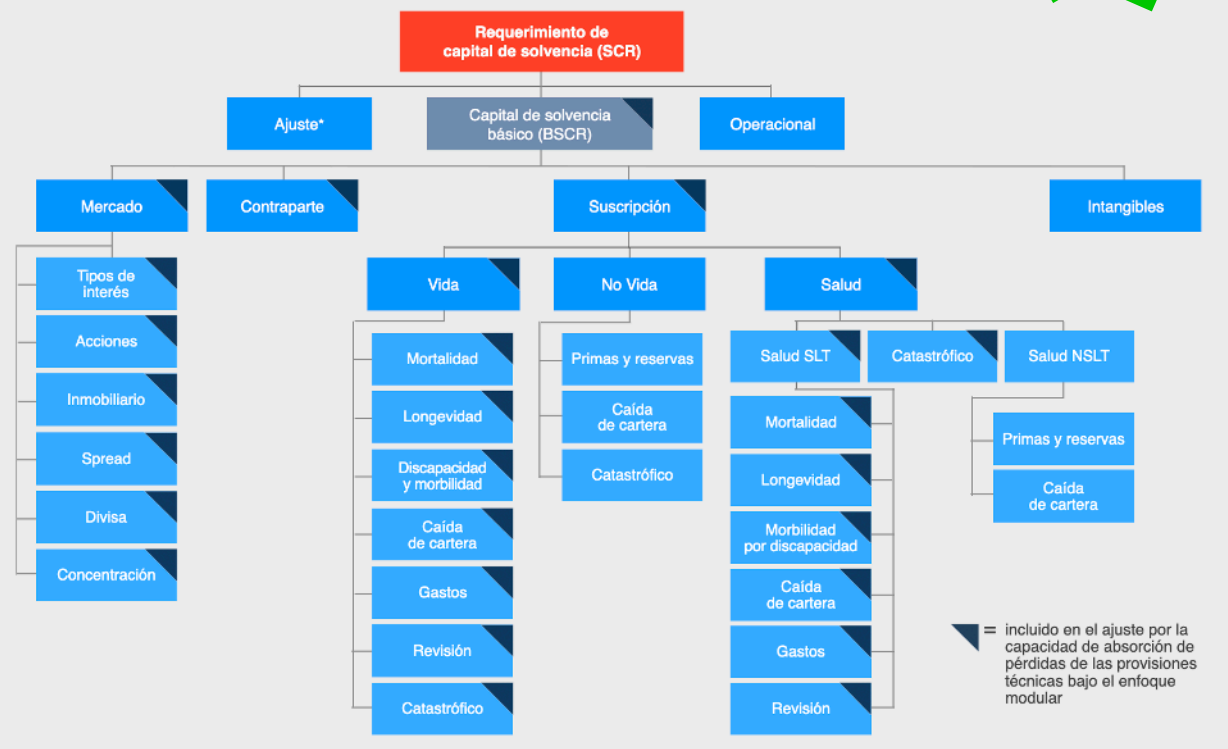 Requerimiento de
capital de solvencia (SCR)
Ajuste*
Capital de solvencia
básico (BSCR)
Operacional
Mercado
Contraparte
Suscripción
Intangibles
Tipos de
interés
Acciones
Inmobiliario
Spread
Divisa
Concentración
Vida
Mortalidad
Longevidad
Discapacidad
y morbilidad
Caída
de cartera
Gastos
Revisión
Catastrófico
No Vida
Primas y reservas
Caída
de cartera
Catastrófico
Salud
Salud SLT
Catastrófico
Salud NSLT
Mortalidad
Longevidad
Morbilidad
por discapacidad
Caída
de cartera
Gastos
Revisión
Primas y reservas
Caída
de cartera
= incluido en el ajuste por la
capacidad de absorción de
pérdidas de las provisiones
técnicas bajo el enfoque
modular